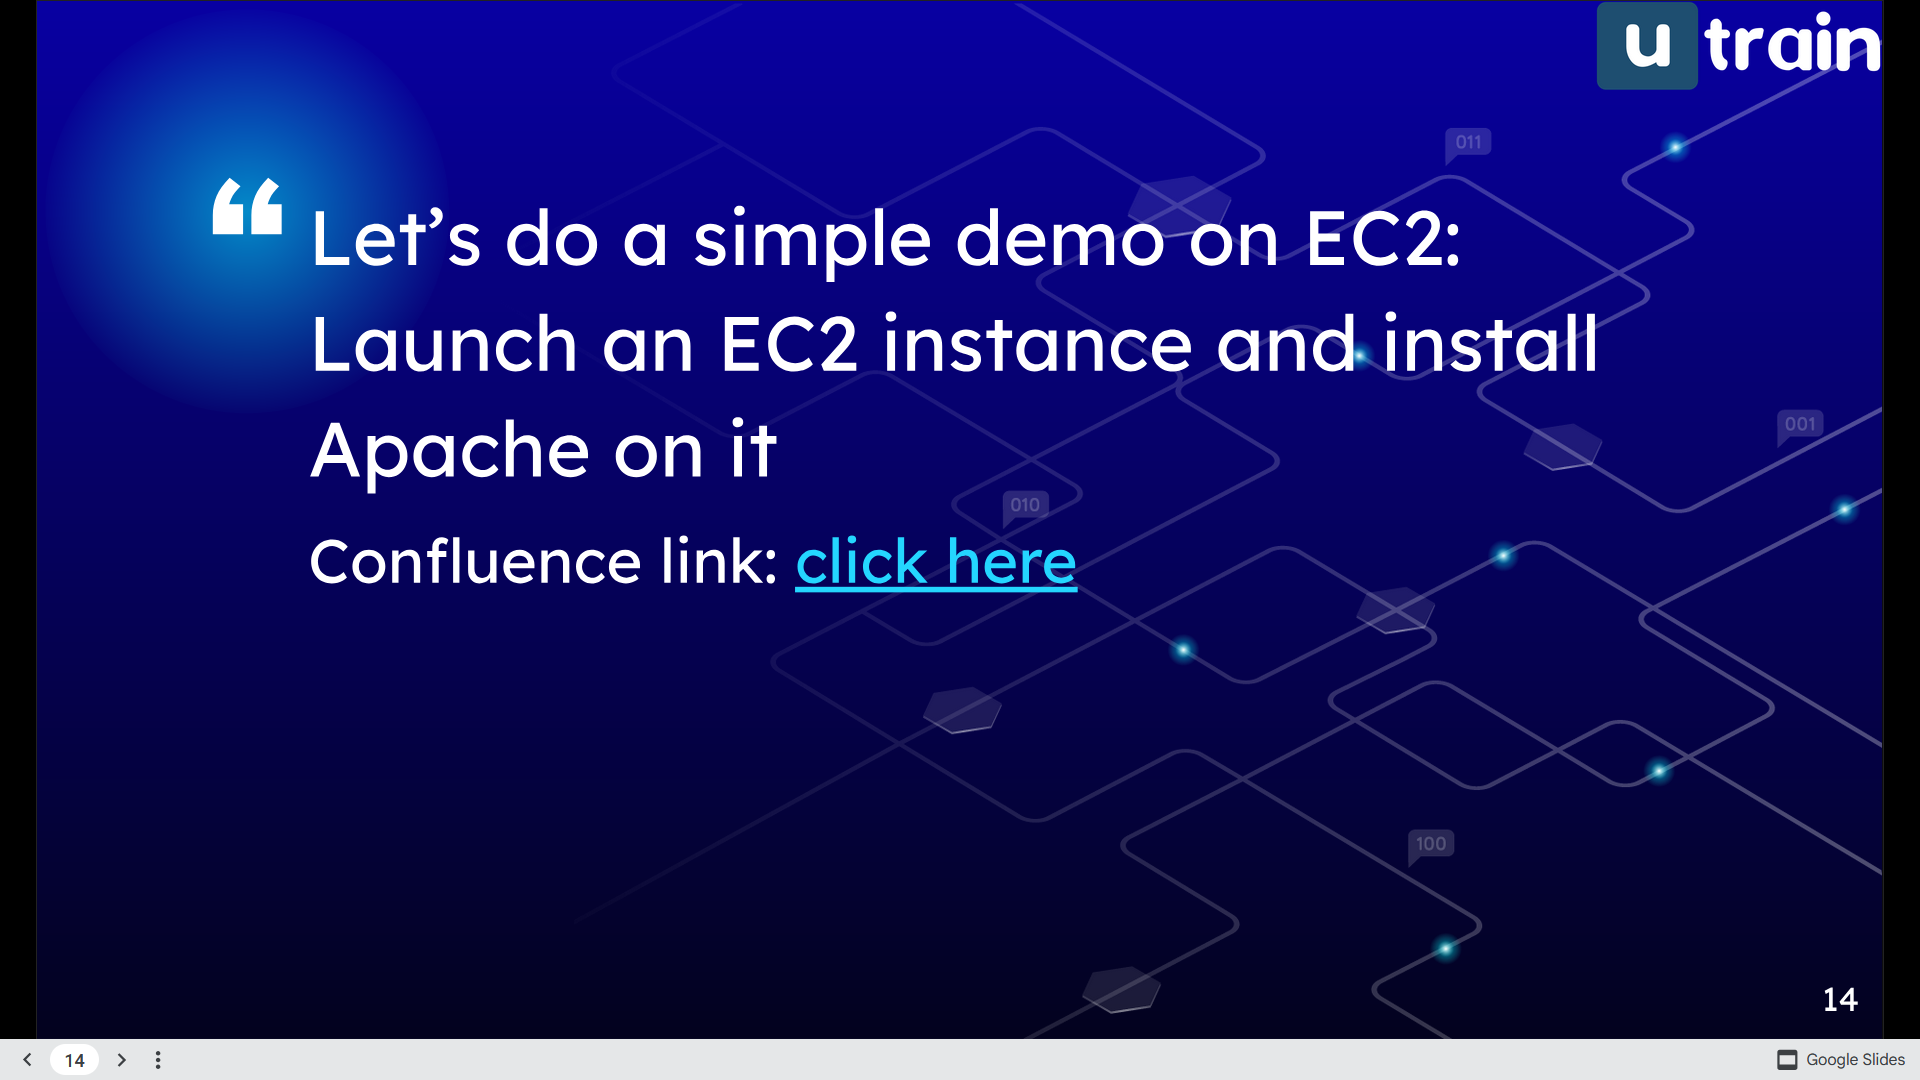 u train
011
“ Let’s do a simple demo on EC2:
Launch an EC2 instance and install
001
Apache on it
010
Confluence link: click here
100
14
14
Google Slides